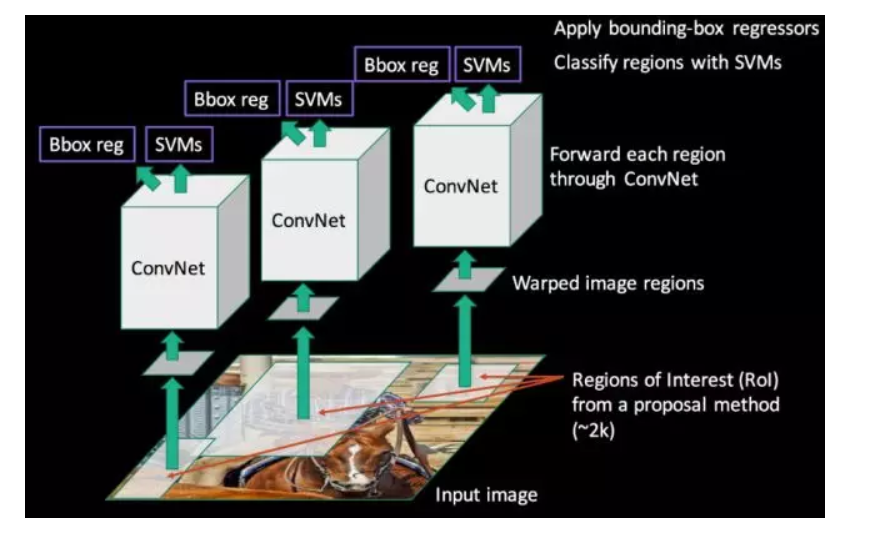 Apply bounding-box regressors
Bbox reg SVMs
Classify regions with SVMs
Bbox reg SVMs
Bbox reg SVMs
Forward each region
through ConvNet
ConvNet
ConvNet
ConvNet
Warped image regions
Regions of Interest (RoI)
from a proposal method
(~2k)
Input image